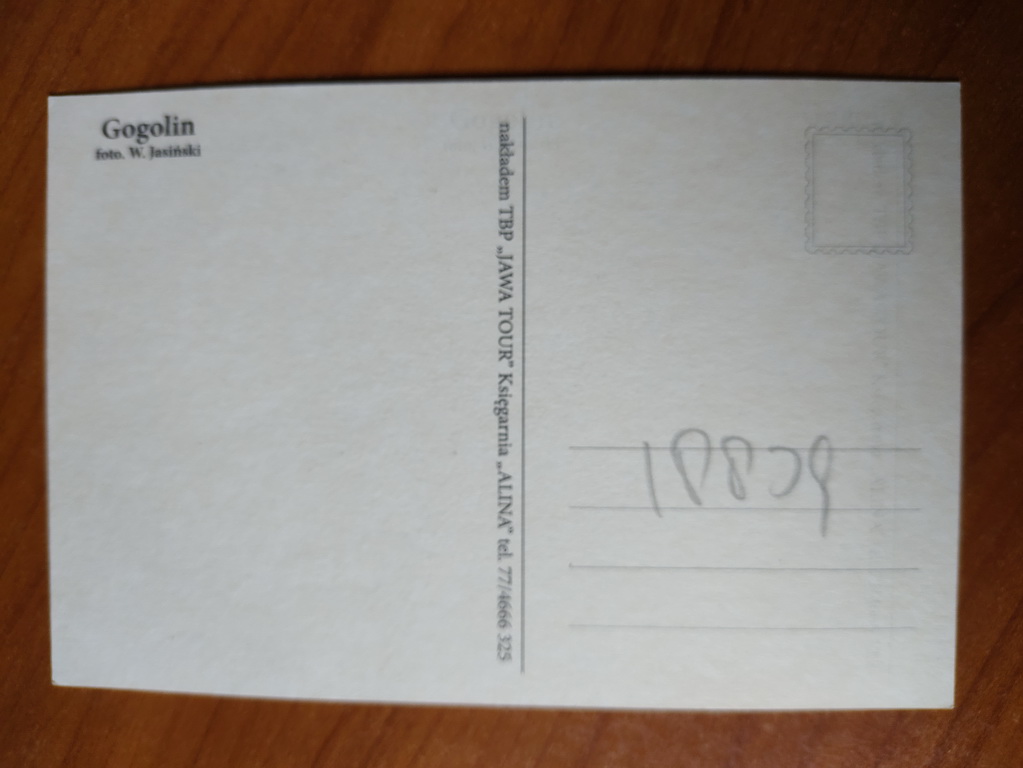 Gogolin
foto. W. Jasiński
nakładem TBP „JAWA TOUR” Księgarnia „ALINA” tel. 77/4666 325